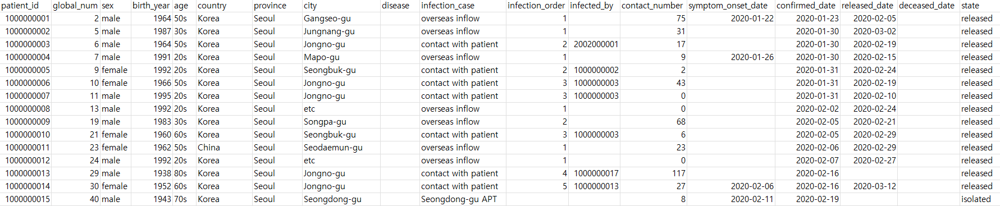 patient_id global_num sex birth_year age country province city disease infection_case infection_order infected_by contact_number symptom_onset_date confirmed_date released_date deceased_date state
1000000001 2 male 1964 50s Korea Seoul Gangseo-gu overseas inflow 1 75 2020-01-22 2020-01-23 2020-02-05 released
1000000002 5 male 1987 30s Korea Seoul Jungnang-gu overseas inflow 1 31 2020-01-30 2020-03-02 released
1000000003 6 male 1964 50s Korea Seoul Jongno-gu contact with patient 2 2002000001 17 2020-01-30 2020-02-19 released
1000000004 7 male 1991 20s Korea Seoul Mapo-gu overseas inflow 1 9 2020-01-26 2020-01-30 2020-02-15 released
1000000005 9 female 1992 20s Korea Seoul Seongbuk-gu contact with patient 2 1000000002 2 2020-01-31 2020-02-24 released
1000000006 10 female 1966 50s Korea Seoul Jongno-gu contact with patient 3 1000000003 43 2020-01-31 2020-02-19 released
1000000007 11 male 1995 20s Korea Seoul Jongno-gu contact with patient 3 1000000003 0 2020-01-31 2020-02-10 released
1000000008 13 male 1992 20s Korea Seoul etc overseas inflow 1 0 2020-02-02 2020-02-24 released
1000000009 19 male 1983 30s Korea Seoul Songpa-gu overseas inflow 2 68 2020-02-05 2020-02-21 released
1000000010 21 female 1960 60s Korea Seoul Seongbuk-gu contact with patient 3 1000000003 6 2020-02-05 2020-02-29 released
1000000011 23 female 1962 50s China Seoul Seodaemun-gu overseas inflow 1 23 2020-02-06 2020-02-29 released
1000000012 24 male 1992 20s Korea Seoul etc overseas inflow 1 0 2020-02-07 2020-02-27 released
1000000013 29 male 1938 80s Korea Seoul Jongno-gu contact with patient 4 1000000017 117 2020-02-16 released
1000000014 30 female 1952 60s Korea Seoul Jongno-gu contact with patient 5 1000000013 27 2020-02-06 2020-02-16 2020-03-12 released
1000000015 40 male 1943 70s Korea Seoul Seongdong-gu Seongdong-gu APT 8 2020-02-11 2020-02-19 isolated